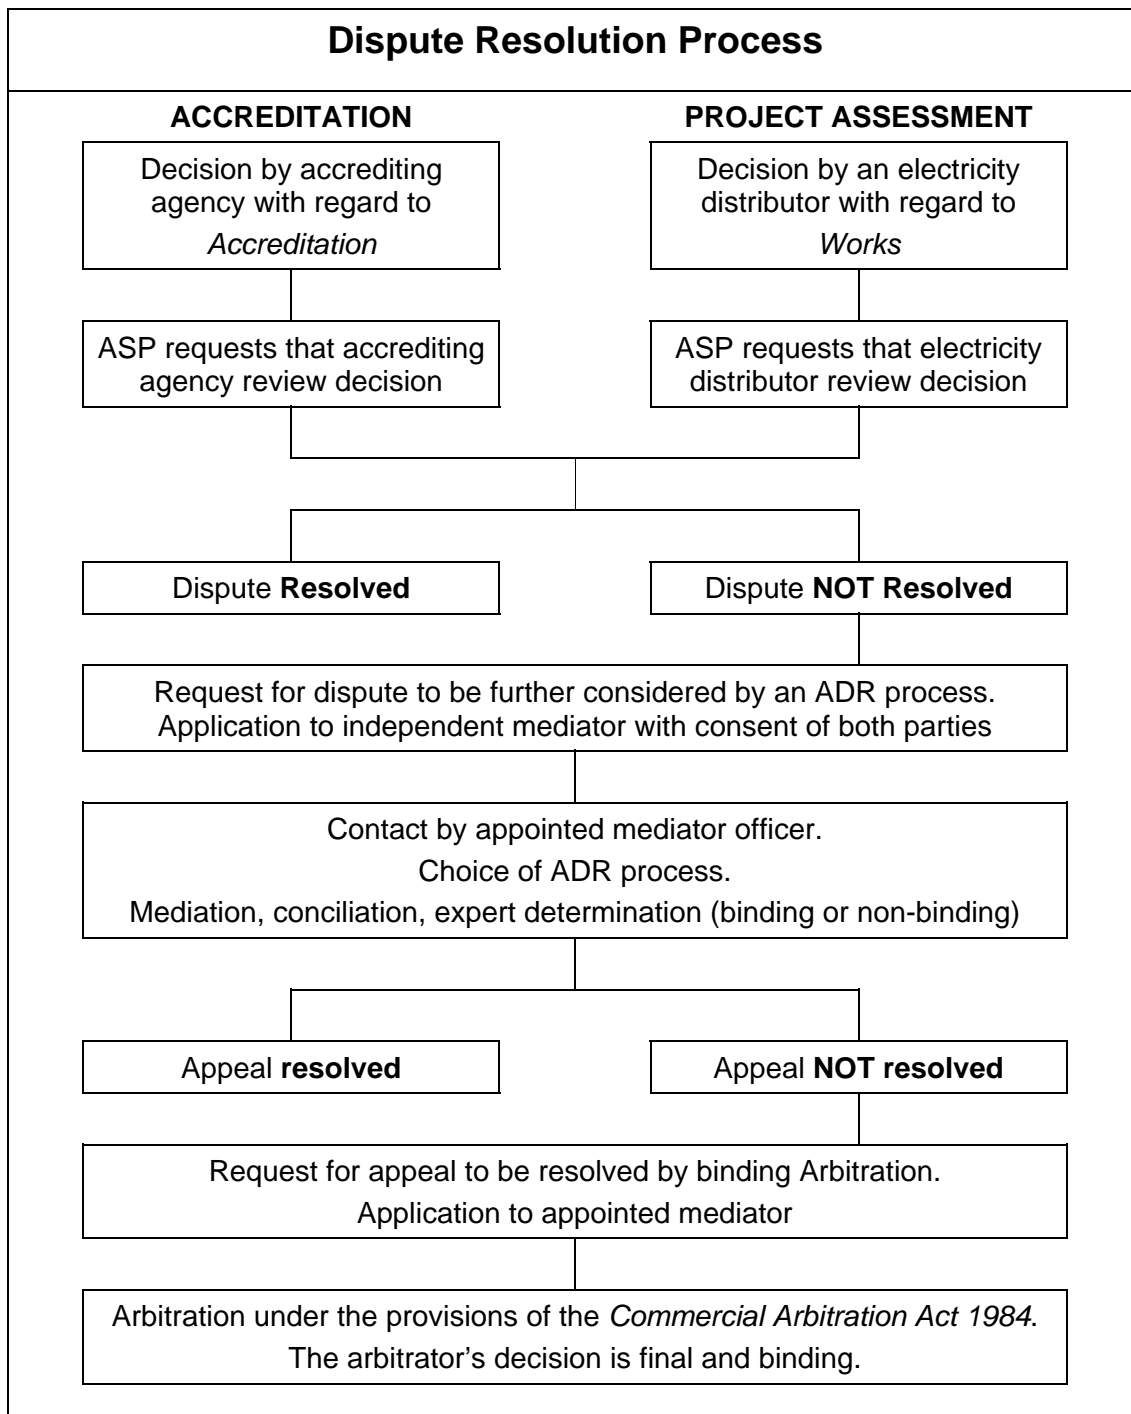 Dispute Resolution Process
ACCREDITATION
PROJECT ASSESSMENT
Decision by accrediting
agency with regard to
Accreditation
Decision by an electricity
distributor with regard to
Works
ASP requests that accrediting
agency review decision
ASP requests that electricity
distributor review decision
Dispute Resolved
Dispute NOT Resolved
Request for dispute to be further considered by an ADR process.
Application to independent mediator with consent of both parties
Contact by appointed mediator officer.
Choice of ADR process.
Mediation, conciliation, expert determination (binding or non-binding)
Appeal resolved
Appeal NOT resolved
Request for appeal to be resolved by binding Arbitration.
Application to appointed mediator
Arbitration under the provisions of the Commercial Arbitration Act 1984.
The arbitrator’s decision is final and binding.